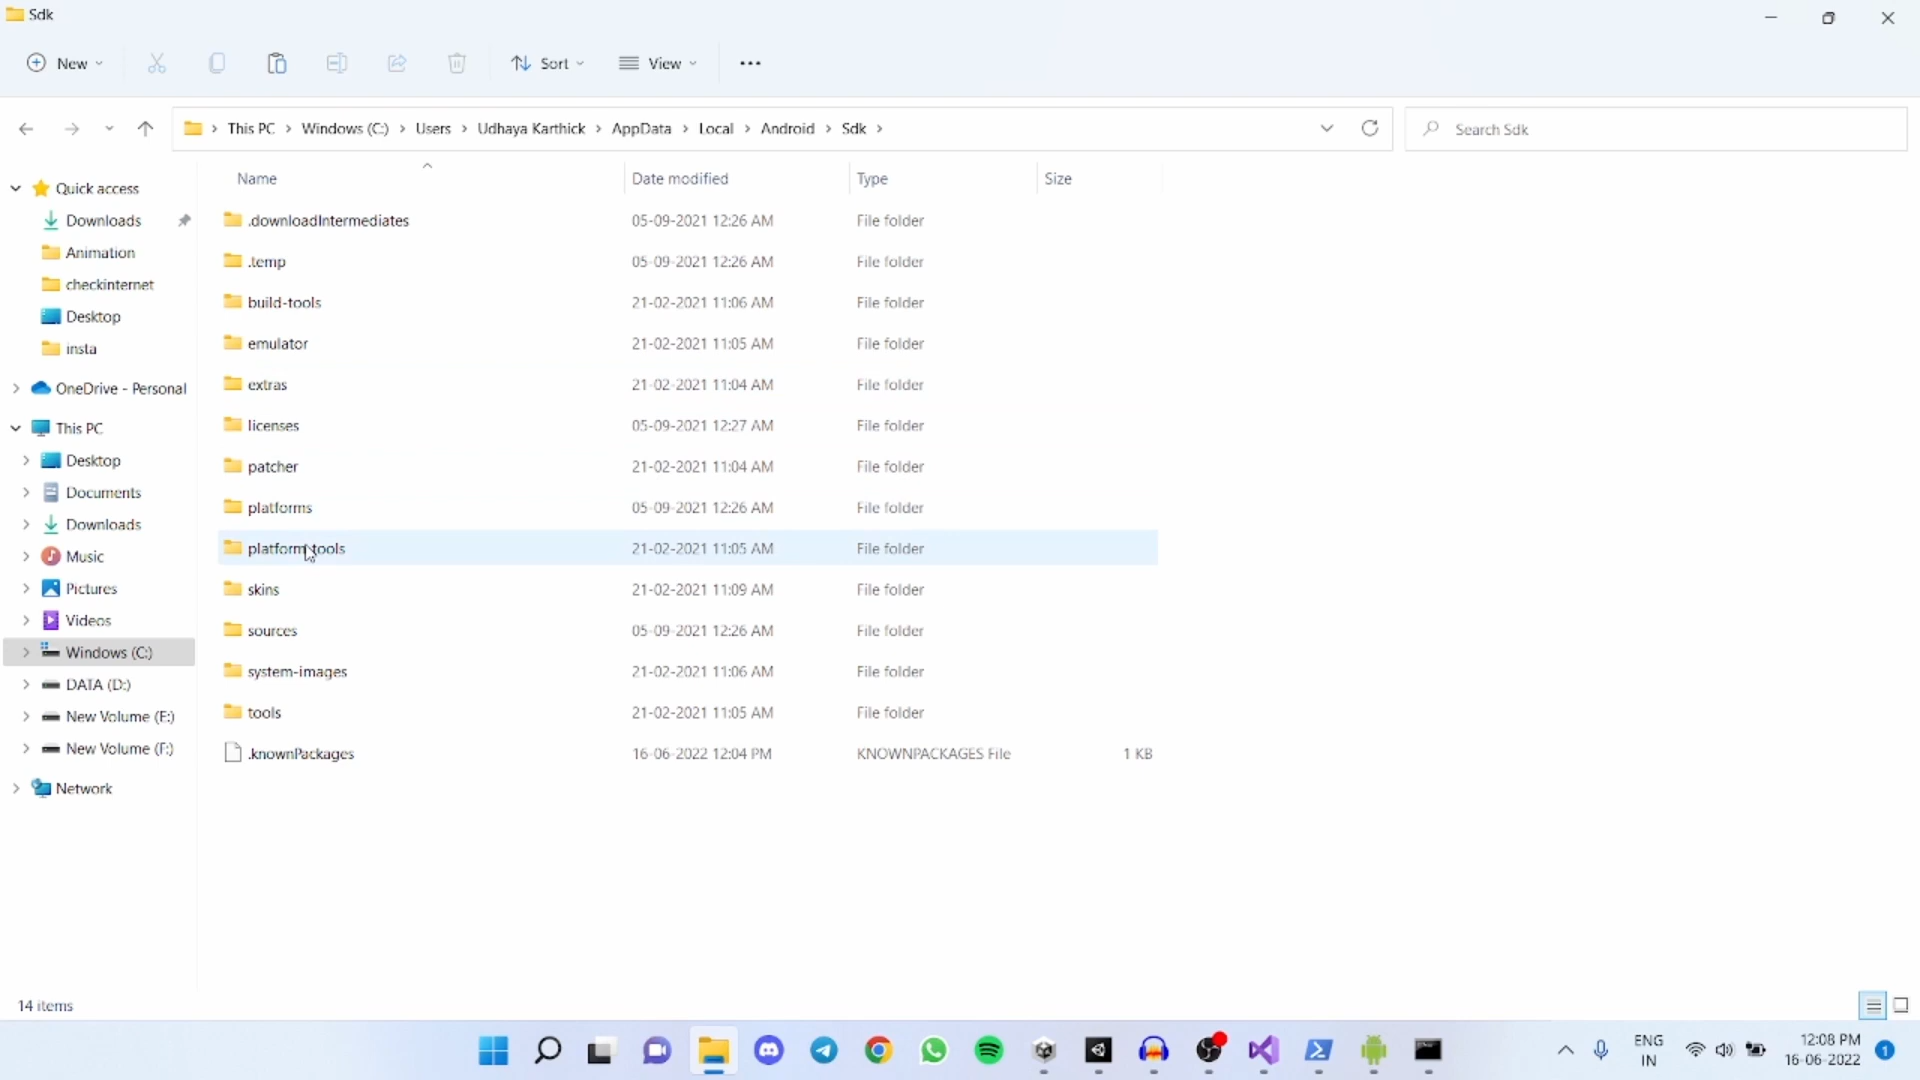 Sdk
New
Sort
View
This PC > Windows (C:) > Users > Udhaya Karthick > AppData > Local > Android > Sdk >
Search Sdk
Name Date modified Type Size
Quick access
Downloads
Animation
checkinternet
Desktop
insta
OneDrive - Personal
This PC
Desktop
Documents
Downloads
Music
Pictures
Videos
Windows (C:)
DATA (D:)
New Volume (E:)
New Volume (F:)
Network
.downloadIntermediates 05-09-2021 12:26 AM File folder
.temp 05-09-2021 12:26 AM File folder
build-tools 21-02-2021 11:06 AM File folder
emulator 21-02-2021 11:05 AM File folder
extras 21-02-2021 11:04 AM File folder
licenses 05-09-2021 12:27 AM File folder
patcher 21-02-2021 11:04 AM File folder
platforms 05-09-2021 12:26 AM File folder
platform-tools 21-02-2021 11:05 AM File folder
skins 21-02-2021 11:09 AM File folder
sources 05-09-2021 12:26 AM File folder
system-images 21-02-2021 11:06 AM File folder
tools 21-02-2021 11:05 AM File folder
.knownPackages 16-06-2022 12:04 PM KNOWNPACKAGES File 1 KB
14 items
ENG
IN
12:08 PM
16-06-2022
1